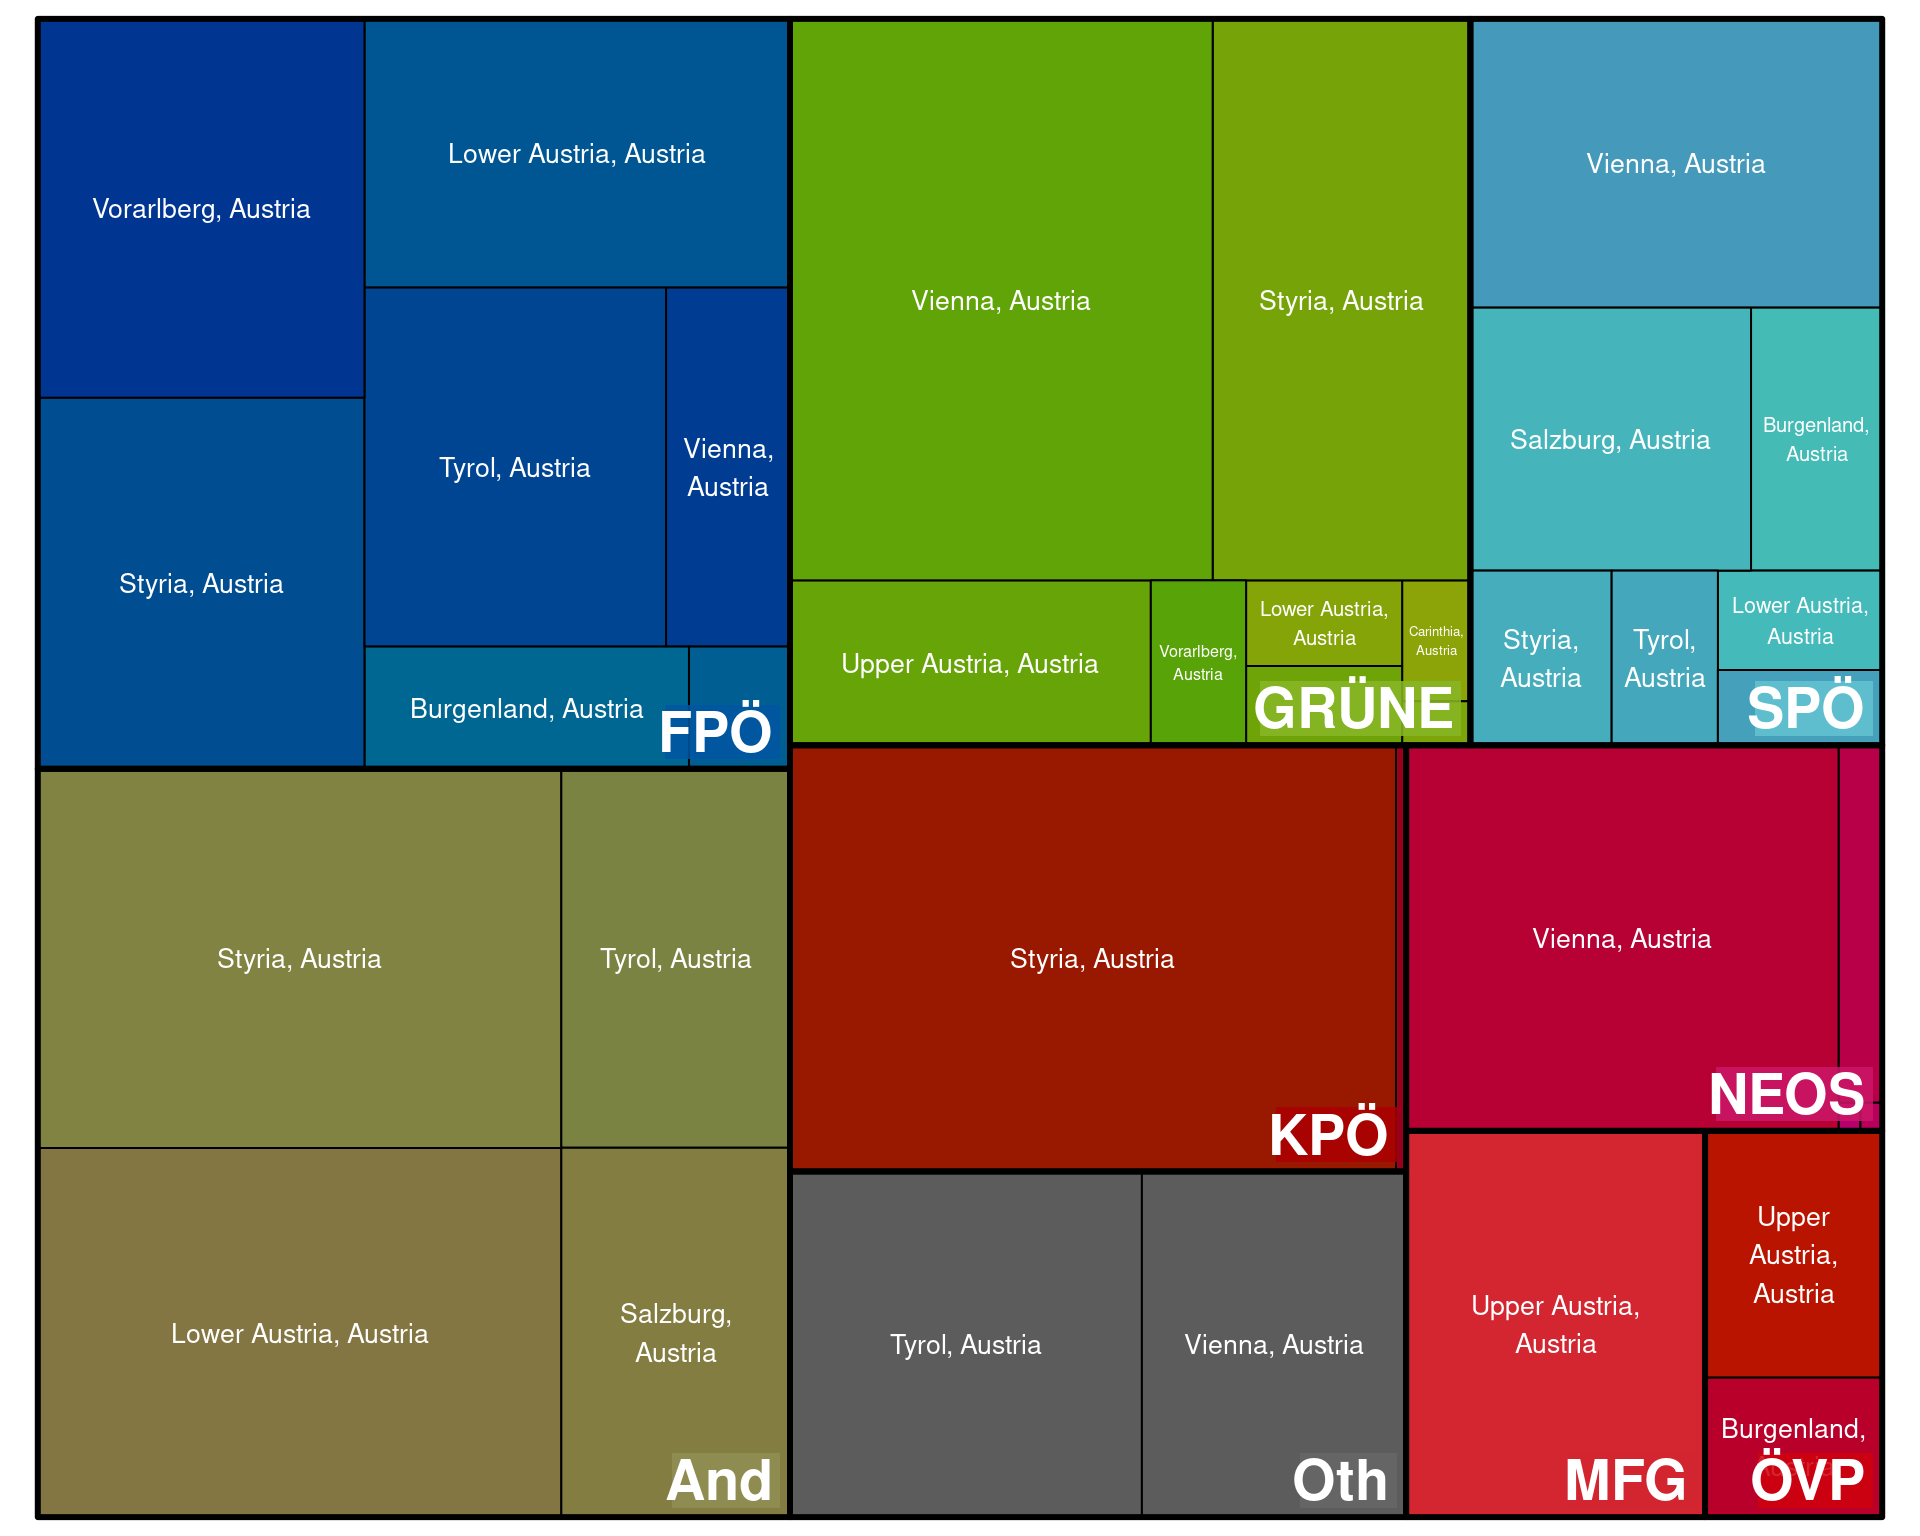 Vorarlberg, Austria
Lower Austria, Austria
Styria, Austria
Tyrol, Austria
Vienna,
Austria
Burgenland, Austria
FPÖ
Vienna, Austria
Styria, Austria
Upper Austria, Austria
Vorarlberg,
Austria
Lower Austria,
Austria
Carinthia,
Austria
GRÜNE
Vienna, Austria
Salzburg, Austria
Burgenland,
Austria
Styria,
Austria
Tyrol,
Austria
Lower Austria,
Austria
SPÖ
Styria, Austria
Tyrol, Austria
Lower Austria, Austria
Salzburg,
Austria
And
Styria, Austria
KPÖ
Vienna, Austria
NEOS
Tyrol, Austria
Vienna, Austria
Oth
Upper Austria,
Austria
MFG
Upper
Austria,
Austria
Burgenland,
ÖVP